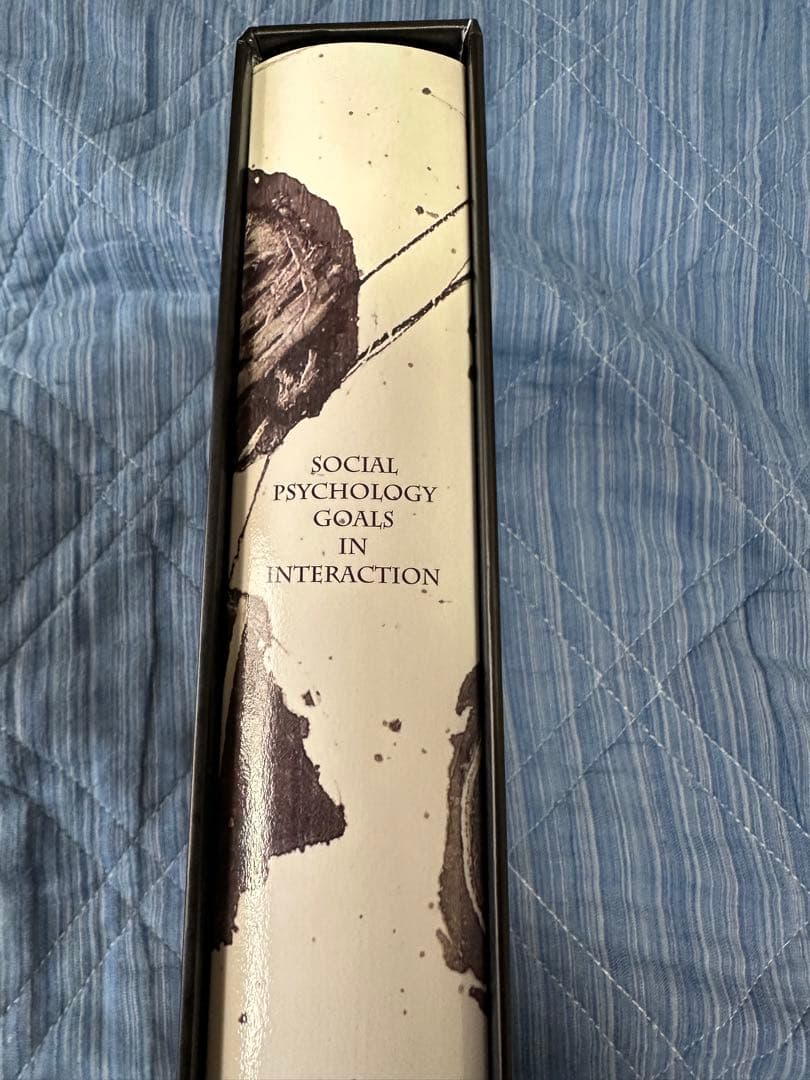 SOCIAL
PSYCHOLOGY
GOALS
IN
INTERACTION